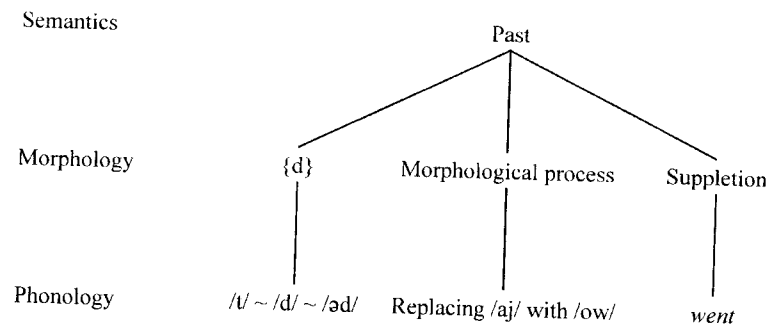 Semantics
Past
Morphology {d} Morphological process Suppletion
Phonology /t/ ~ /d/ ~ /əd/ Replacing /aj/ with /ow/ went